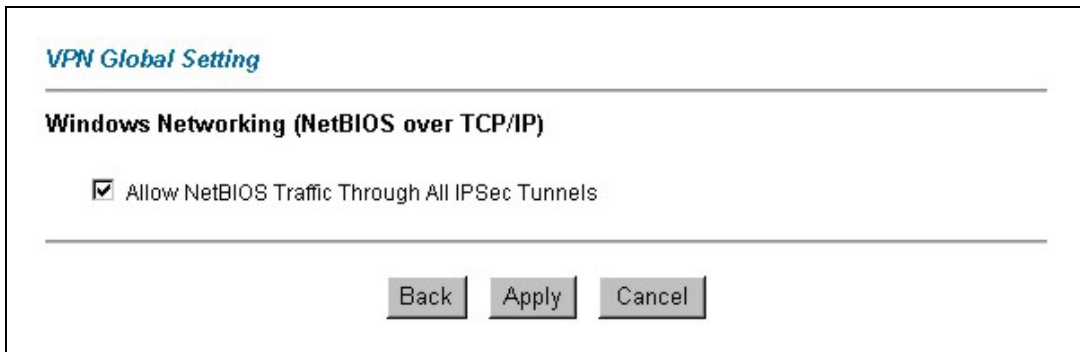 VPN Global Setting
Windows Networking (NetBIOS over TCP/IP)
Allow NetBIOS Traffic Through All IPSec Tunnels
Back Apply Cancel